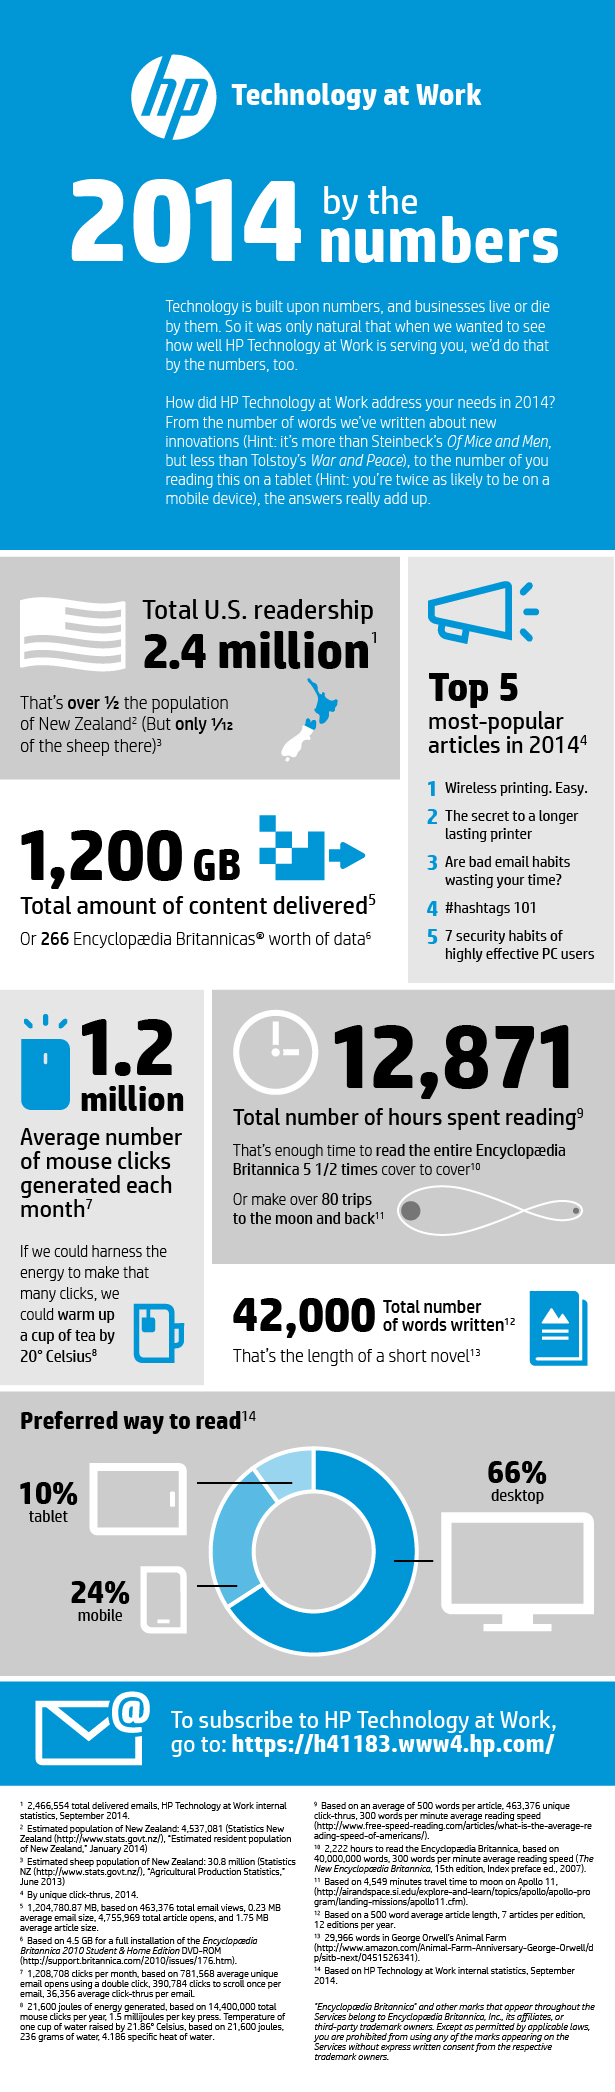 hp Technology at Work
2014 by the numbers
Technology is built upon numbers, and businesses live or die
by them. So it was only natural that when we wanted to see
how well HP Technology at Work is serving you, we'd do that
by the numbers, too.
How did HP Technology at Work address your needs in 2014?
From the number of words we've written about new
innovations (Hint: it's more than Steinbeck's Of Mice and Men,
but less than Tolstoy's War and Peace), to the number of you
reading this on a tablet (Hint: you're twice as likely to be on a
mobile device), the answers really add up.
Total U.S. readership
2.4 million¹
That's over ½ the population
of New Zealand² (But only 1/12
of the sheep there)³
Top 5
most-popular
articles in 2014⁴
1 Wireless printing. Easy.
2 The secret to a longer
lasting printer
3 Are bad email habits
wasting your time?
4 #hashtags 101
5 7 security habits of
highly effective PC users
1,200 GB
Total amount of content delivered⁵
Or 266 Encyclopædia Britannicas® worth of data⁶
1.2
million
Average number
of mouse clicks
generated each
month⁷
If we could harness the
energy to make that
many clicks, we
could warm up
a cup of tea by
20° Celsius⁸
12,871
Total number of hours spent reading⁹
That's enough time to read the entire Encyclopædia
Britannica 5 1/2 times cover to cover¹⁰
Or make over 80 trips
to the moon and back¹¹
42,000 Total number
of words written¹²
That's the length of a short novel¹³
Preferred way to read¹⁴
10%
tablet
24%
mobile
66%
desktop
@
To subscribe to HP Technology at Work,
go to: https://h41183.www4.hp.com/
¹ 2,466,554 total delivered emails, HP Technology at Work internal
statistics, September 2014.
² Estimated population of New Zealand: 4,537,081 (Statistics New
Zealand (http://www.stats.govt.nz/), "Estimated resident population
of New Zealand," January 2014)
³ Estimated sheep population of New Zealand: 30.8 million (Statistics
NZ (http://www.stats.govt.nz/), "Agricultural Production Statistics,"
June 2013)
⁴ By unique click-thrus, 2014.
⁵ 1,204,780.87 MB, based on 463,376 total email views, 0.23 MB
average email size, 4,755,969 total article opens, and 1.75 MB
average article size.
⁶ Based on 4.5 GB for a full installation of the Encyclopædia
Britannica 2010 Student & Home Edition DVD-ROM
(http://support.britannica.com/2010/issues/176.htm).
⁷ 1,208,708 clicks per month, based on 781,568 average unique
email opens using a double click, 390,784 clicks to scroll once per
email, 36,356 average click-thrus per email.
⁸ 21,600 joules of energy generated, based on 14,400,000 total
mouse clicks per year, 1.5 millijoules per key press. Temperature of
one cup of water raised by 21.86° Celsius, based on 21,600 joules,
236 grams of water, 4.186 specific heat of water.
⁹ Based on an average of 500 words per article, 463,376 unique
click-thrus, 300 words per minute average reading speed
(http://www.free-speed-reading.com/articles/what-is-the-average-re
ading-speed-of-americans/).
¹⁰ 2,222 hours to read the Encyclopædia Britannica, based on
40,000,000 words, 300 words per minute average reading speed (The
New Encyclopædia Britannica, 15th edition, Index preface ed., 2007).
¹¹ Based on 4,549 minutes travel time to moon on Apollo 11,
(http://airandspace.si.edu/explore-and-learn/topics/apollo/apollo-pro
gram/landing-missions/apollo11.cfm).
¹² Based on a 500 word average article length, 7 articles per edition,
12 editions per year.
¹³ 29,966 words in George Orwell's Animal Farm
(http://www.amazon.com/Animal-Farm-Anniversary-George-Orwell/d
p/sitb-next/0451526341).
¹⁴ Based on HP Technology at Work internal statistics, September
2014.
"Encyclopædia Britannica" and other marks that appear throughout the
Services belong to Encyclopædia Britannica, Inc., its affiliates, or
third-party trademark owners. Except as permitted by applicable laws,
you are prohibited from using any of the marks appearing on the
Services without express written consent from the respective
trademark owners.